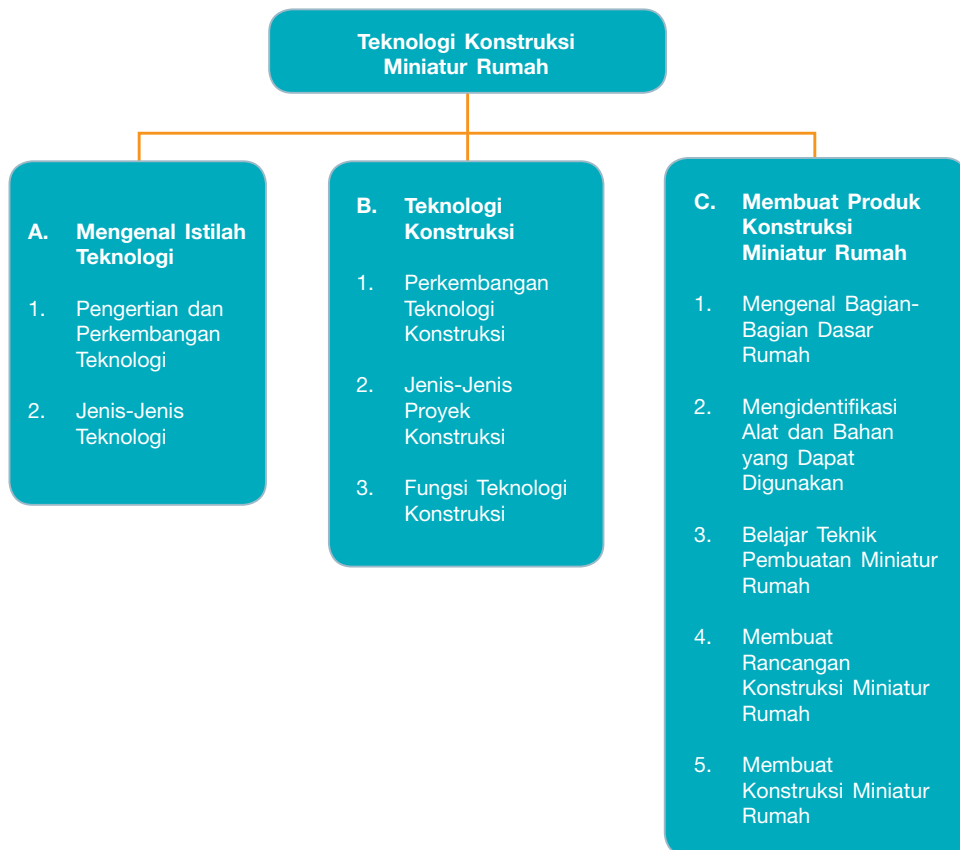 Teknologi Konstruksi
Miniatur Rumah
A. Mengenal Istilah
Teknologi
1. Pengertian dan
Perkembangan
Teknologi
2. Jenis-Jenis
Teknologi
B. Teknologi
Konstruksi
1. Perkembangan
Teknologi
Konstruksi
2. Jenis-Jenis
Proyek
Konstruksi
3. Fungsi Teknologi
Konstruksi
C. Membuat Produk
Konstruksi
Miniatur Rumah
1. Mengenal Bagian-
Bagian Dasar
Rumah
2. Mengidentifikasi
Alat dan Bahan
yang Dapat
Digunakan
3. Belajar Teknik
Pembuatan Miniatur
Rumah
4. Membuat
Rancangan
Konstruksi Miniatur
Rumah
5. Membuat
Konstruksi Miniatur
Rumah